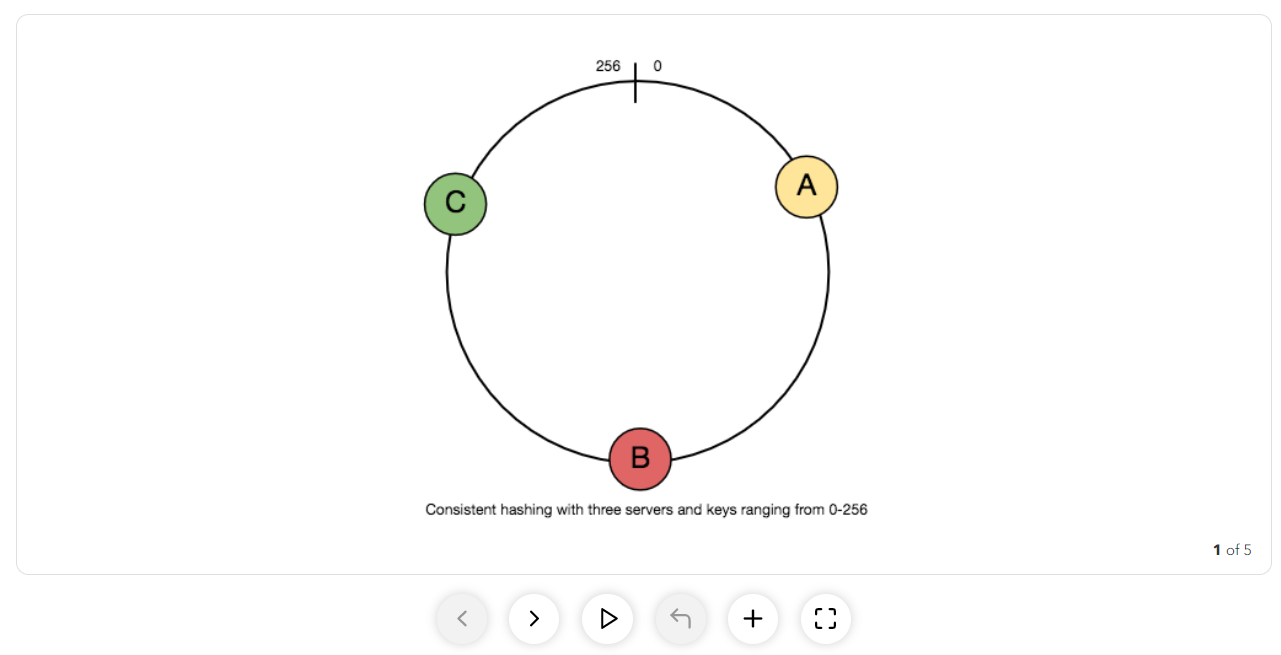 256 0
A
C
B
Consistent hashing with three servers and keys ranging from 0-256
1 of 5